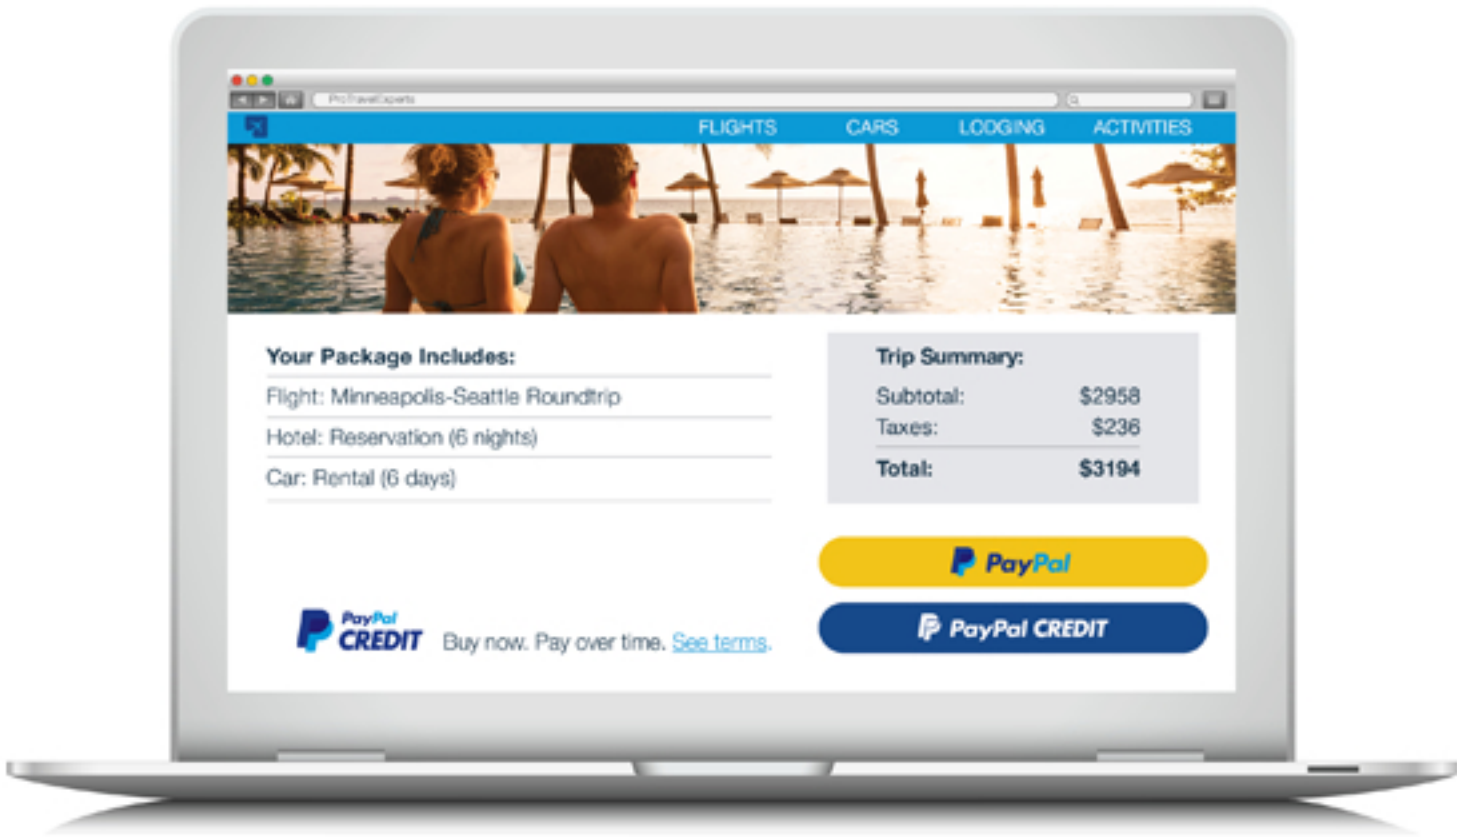 ProTravelExperts
FLIGHTS CARS LODGING ACTIVITIES
Your Package Includes:
Flight: Minneapolis-Seattle Roundtrip
Hotel: Reservation (6 nights)
Car: Rental (6 days)
Trip Summary:
Subtotal: $2958
Taxes: $236
Total: $3194
PayPal
PayPal CREDIT
PayPal
CREDIT
Buy now. Pay over time. See terms.